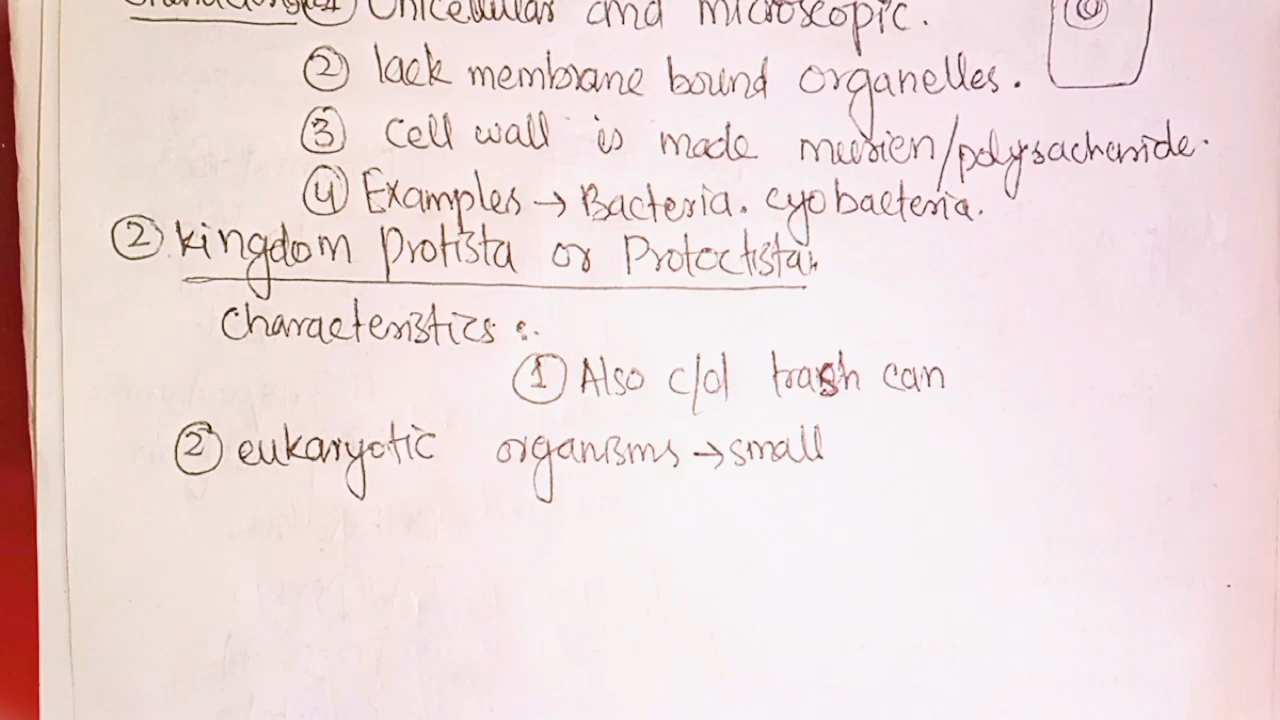 ① Unicellular and microscopic.
② lack membrane bound organelles.
③ Cell wall is made murien/polysacharide.
④ Examples → Bacteria. cyobacteria.
② kingdom Protista or Protoctista
Characteristics :
① Also c/d trash can
② eukaryotic organisms → small